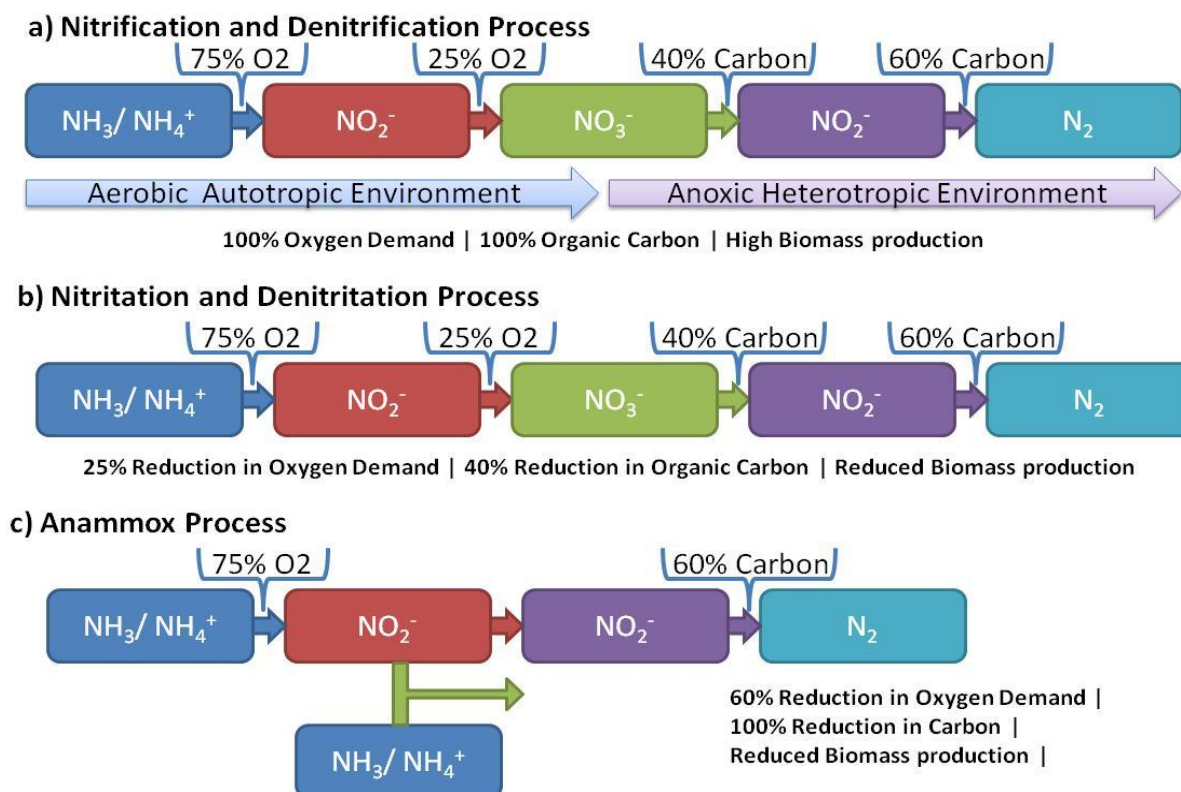 a) Nitrification and Denitrification Process
75% O2 25% O2 40% Carbon 60% Carbon
NH₃/ NH₄⁺ NO₂⁻ NO₃⁻ NO₂⁻ N₂
Aerobic Autotropic Environment Anoxic Heterotropic Environment
100% Oxygen Demand | 100% Organic Carbon | High Biomass production
b) Nitritation and Denitritation Process
75% O2 25% O2 40% Carbon 60% Carbon
NH₃/ NH₄⁺ NO₂⁻ NO₃⁻ NO₂⁻ N₂
25% Reduction in Oxygen Demand | 40% Reduction in Organic Carbon | Reduced Biomass production
c) Anammox Process
75% O2 60% Carbon
NH₃/ NH₄⁺ NO₂⁻ NO₂⁻ N₂
60% Reduction in Oxygen Demand |
100% Reduction in Carbon |
Reduced Biomass production |
NH₃/ NH₄⁺